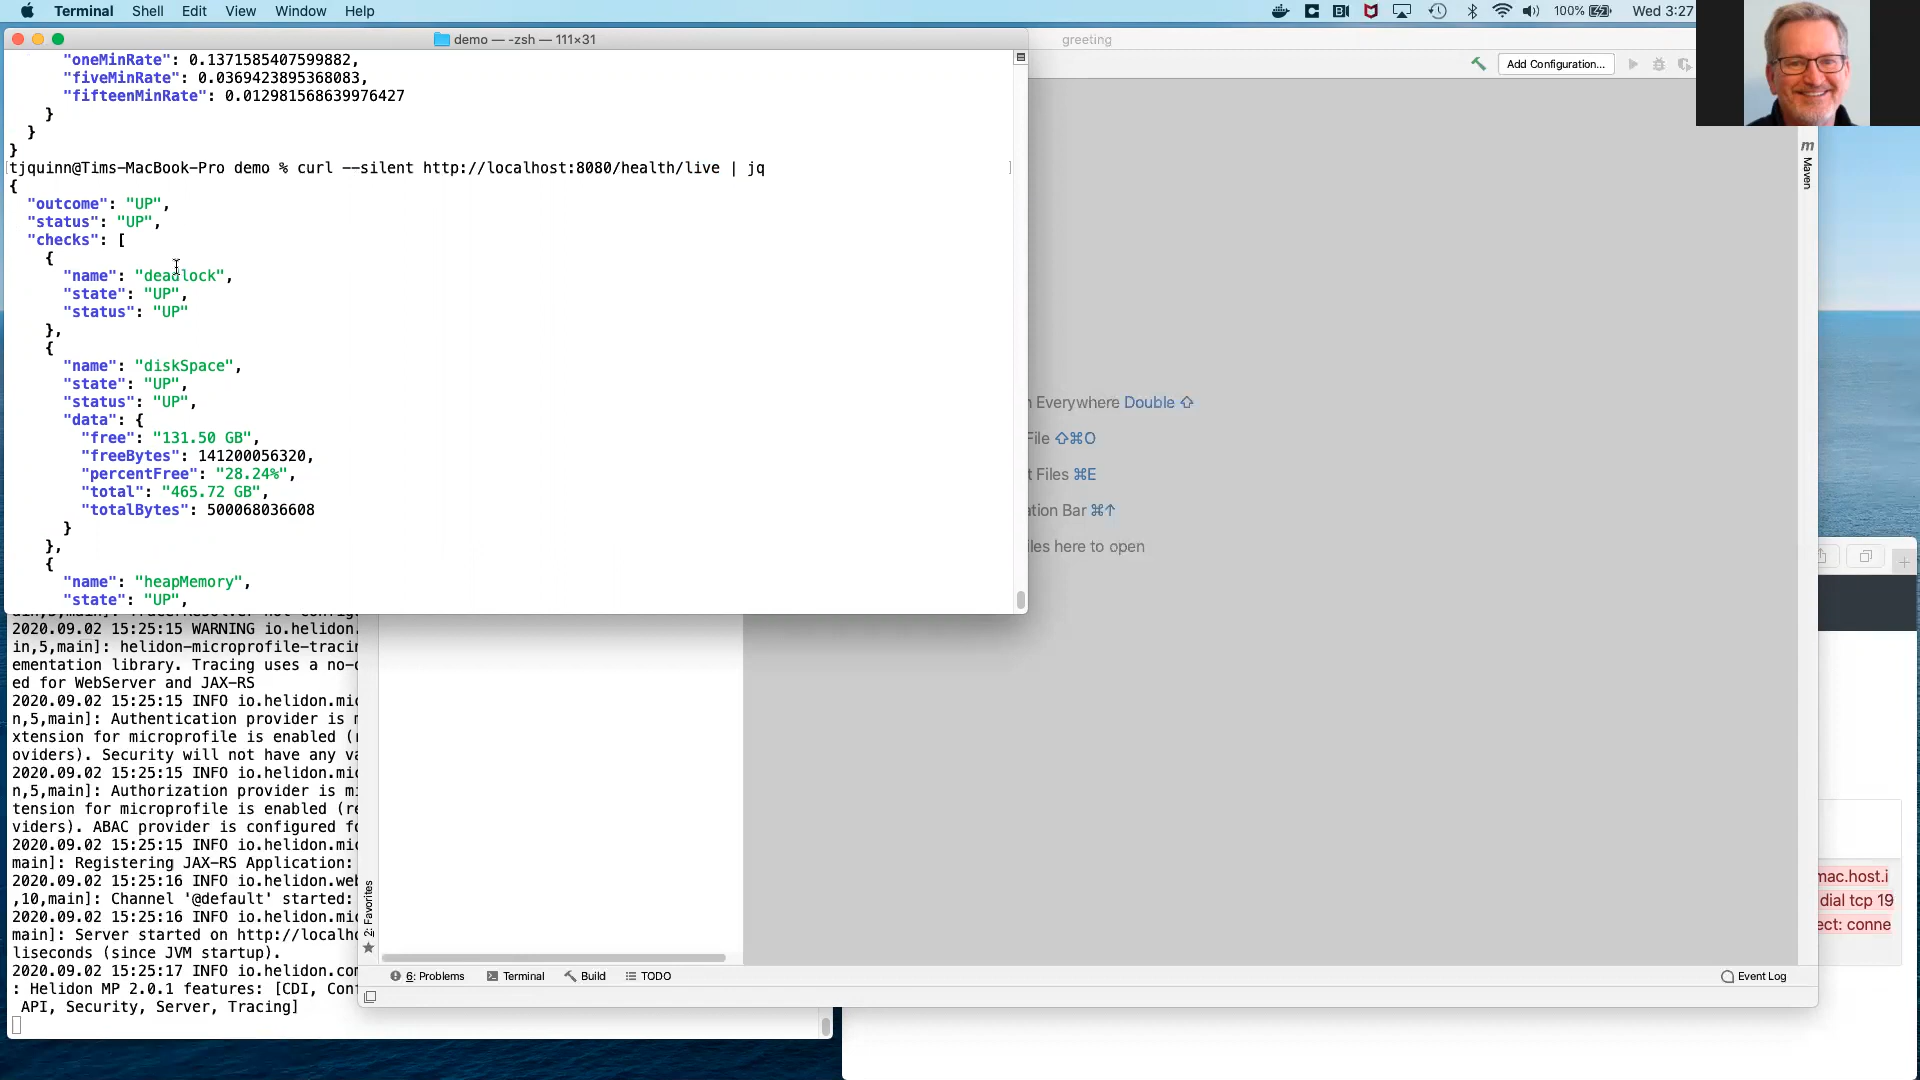 Terminal Shell Edit View Window Help
100% Wed 3:27
demo — -zsh — 111×31
greeting
"oneMinRate": 0.1371585407599882,
"fiveMinRate": 0.0369423895368083,
"fifteenMinRate": 0.012981568639976427
}
}
}
tjquinn@Tims-MacBook-Pro demo % curl --silent http://localhost:8080/health/live | jq
{
"outcome": "UP",
"status": "UP",
"checks": [
{
"name": "deadlock",
"state": "UP",
"status": "UP"
},
{
"name": "diskSpace",
"state": "UP",
"status": "UP",
"data": {
"free": "131.50 GB",
"freeBytes": 141200056320,
"percentFree": "28.24%",
"total": "465.72 GB",
"totalBytes": 500068036608
}
},
{
"name": "heapMemory",
"state": "UP",
2020.09.02 15:25:15 WARNING io.helidon.
in,5,main]: helidon-microprofile-tracin
ementation library. Tracing uses a no-o
ed for WebServer and JAX-RS
2020.09.02 15:25:15 INFO io.helidon.mic
n,5,main]: Authentication provider is m
xtension for microprofile is enabled (r
oviders). Security will not have any va
2020.09.02 15:25:15 INFO io.helidon.mic
n,5,main]: Authorization provider is mi
tension for microprofile is enabled (re
viders). ABAC provider is configured fo
2020.09.02 15:25:15 INFO io.helidon.mic
main]: Registering JAX-RS Application:
2020.09.02 15:25:16 INFO io.helidon.web
,10,main]: Channel '@default' started:
2020.09.02 15:25:16 INFO io.helidon.mic
main]: Server started on http://localho
liseconds (since JVM startup).
2020.09.02 15:25:17 INFO io.helidon.com
: Helidon MP 2.0.1 features: [CDI, Con
API, Security, Server, Tracing]
Add Configuration...
m
Maven
Everywhere Double ⇧
File ⇧⌘O
t Files ⌘E
ation Bar ⌘↑
iles here to open
2: Favorites
6: Problems Terminal Build TODO
Event Log
mac.host.i
dial tcp 19
ect: conne